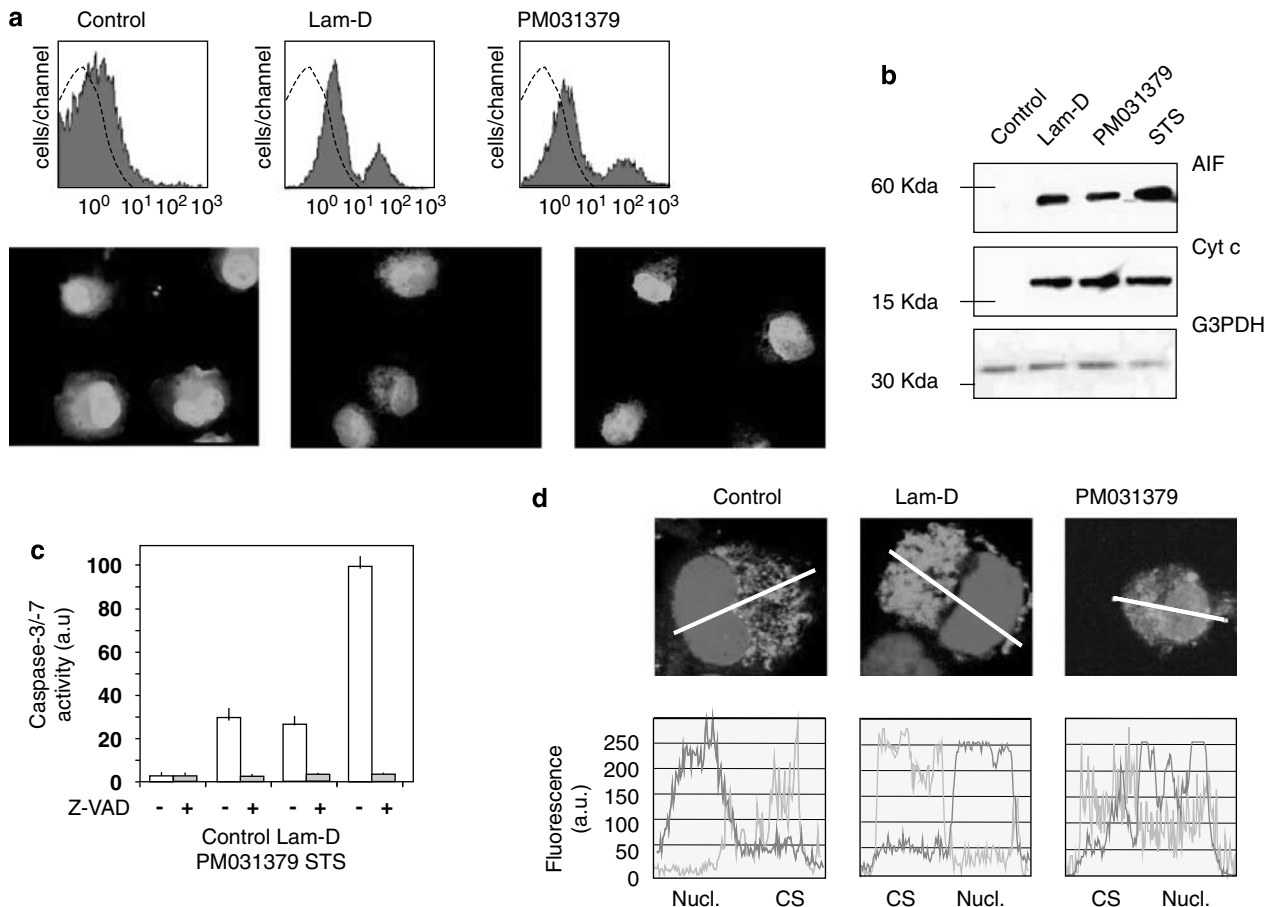 a
Control Lam-D PM031379
cells/channel cells/channel cells/channel
10⁰ 10¹ 10² 10³ 10⁰ 10¹ 10² 10³ 10⁰ 10¹ 10² 10³
b
Control Lam-D PM031379 STS
AIF
60 Kda
Cyt c
15 Kda
G3PDH
30 Kda
c
Caspase-3/-7
activity (a.u)
100
80
60
40
20
0
Z-VAD - + - + - + - +
Control Lam-D
PM031379 STS
d
Control Lam-D PM031379
Fluorescence
(a.u.)
250
200
150
100
50
0
Nucl. CS CS Nucl. CS Nucl.